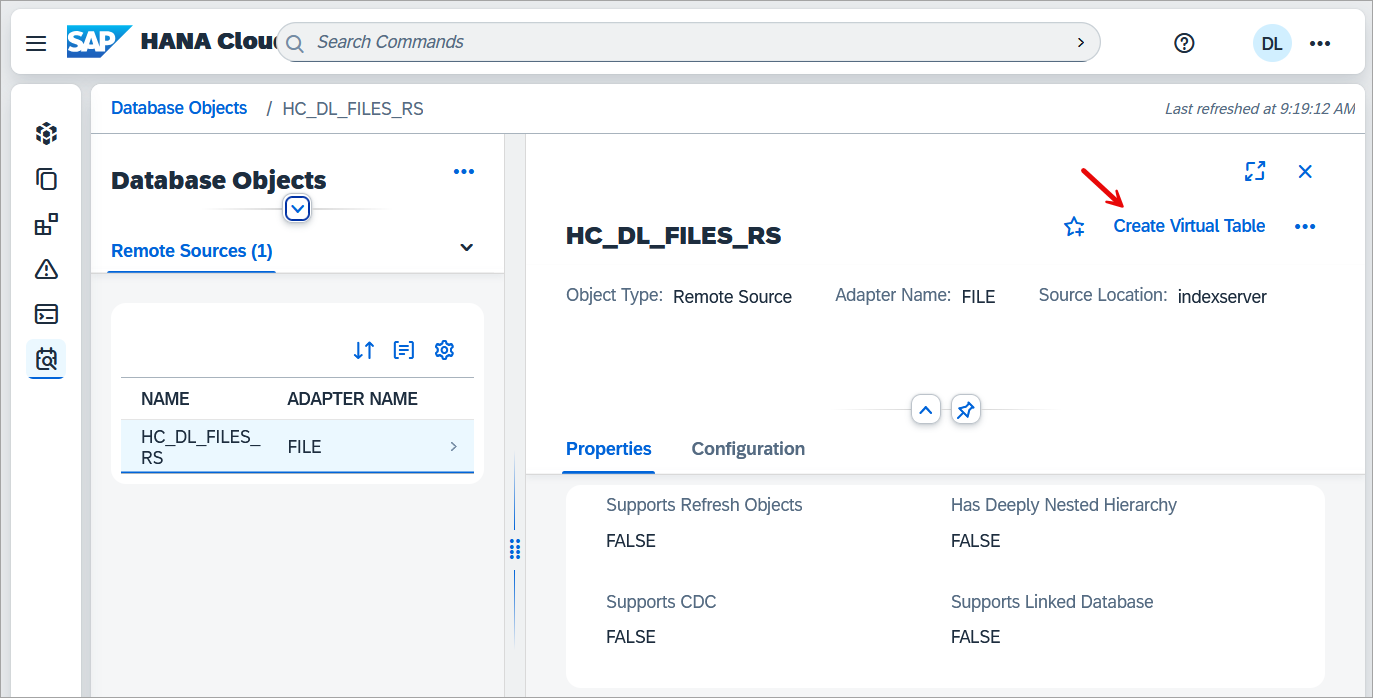 SAP HANA Clou
Search Commands
DL
Database Objects / HC_DL_FILES_RS
Last refreshed at 9:19:12 AM
Database Objects
Remote Sources (1)
NAME ADAPTER NAME
HC_DL_FILES_
RS
FILE
HC_DL_FILES_RS
Create Virtual Table
Object Type: Remote Source Adapter Name: FILE Source Location: indexserver
Properties Configuration
Supports Refresh Objects Has Deeply Nested Hierarchy
FALSE FALSE
Supports CDC Supports Linked Database
FALSE FALSE